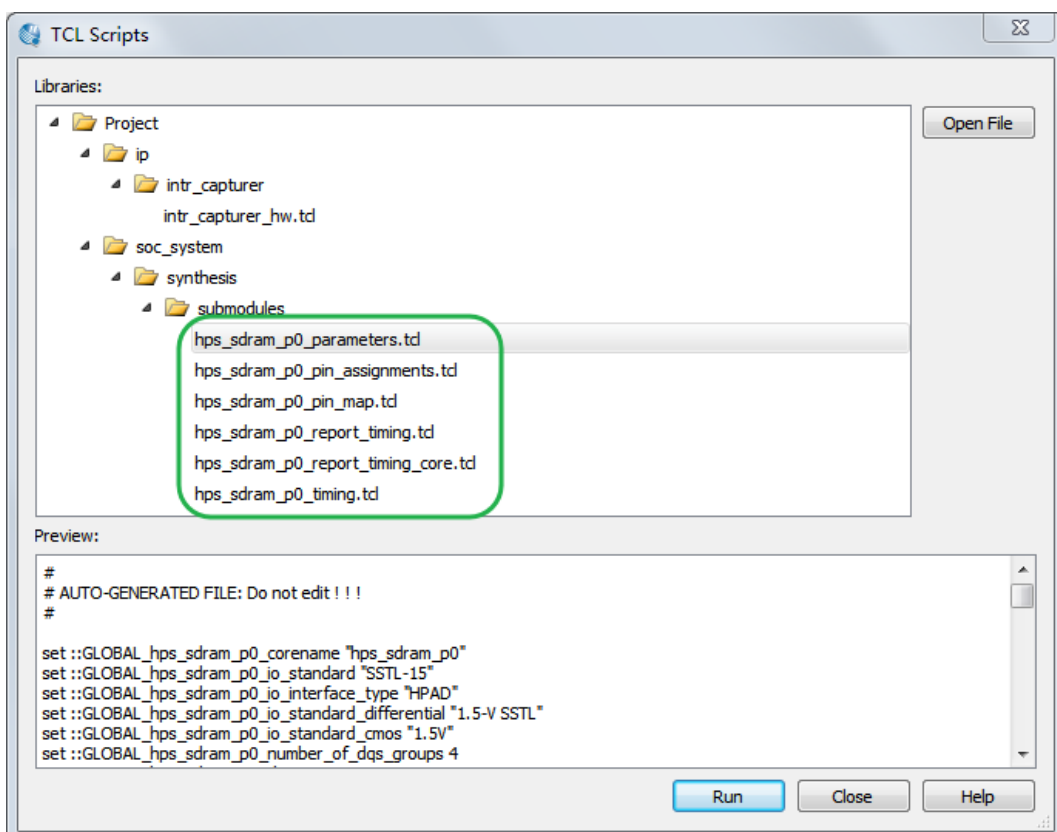 TCL Scripts
Libraries:
Project
Open File
ip
intr_capturer
intr_capturer_hw.tcl
soc_system
synthesis
submodules
hps_sdram_p0_parameters.tcl
hps_sdram_p0_pin_assignments.tcl
hps_sdram_p0_pin_map.tcl
hps_sdram_p0_report_timing.tcl
hps_sdram_p0_report_timing_core.tcl
hps_sdram_p0_timing.tcl
Preview:
#
# AUTO-GENERATED FILE: Do not edit ! ! !
#
set ::GLOBAL_hps_sdram_p0_corename "hps_sdram_p0"
set ::GLOBAL_hps_sdram_p0_io_standard "SSTL-15"
set ::GLOBAL_hps_sdram_p0_io_interface_type "HPAD"
set ::GLOBAL_hps_sdram_p0_io_standard_differential "1.5-V SSTL"
set ::GLOBAL_hps_sdram_p0_io_standard_cmos "1.5V"
set ::GLOBAL_hps_sdram_p0_number_of_dqs_groups 4
Run
Close
Help